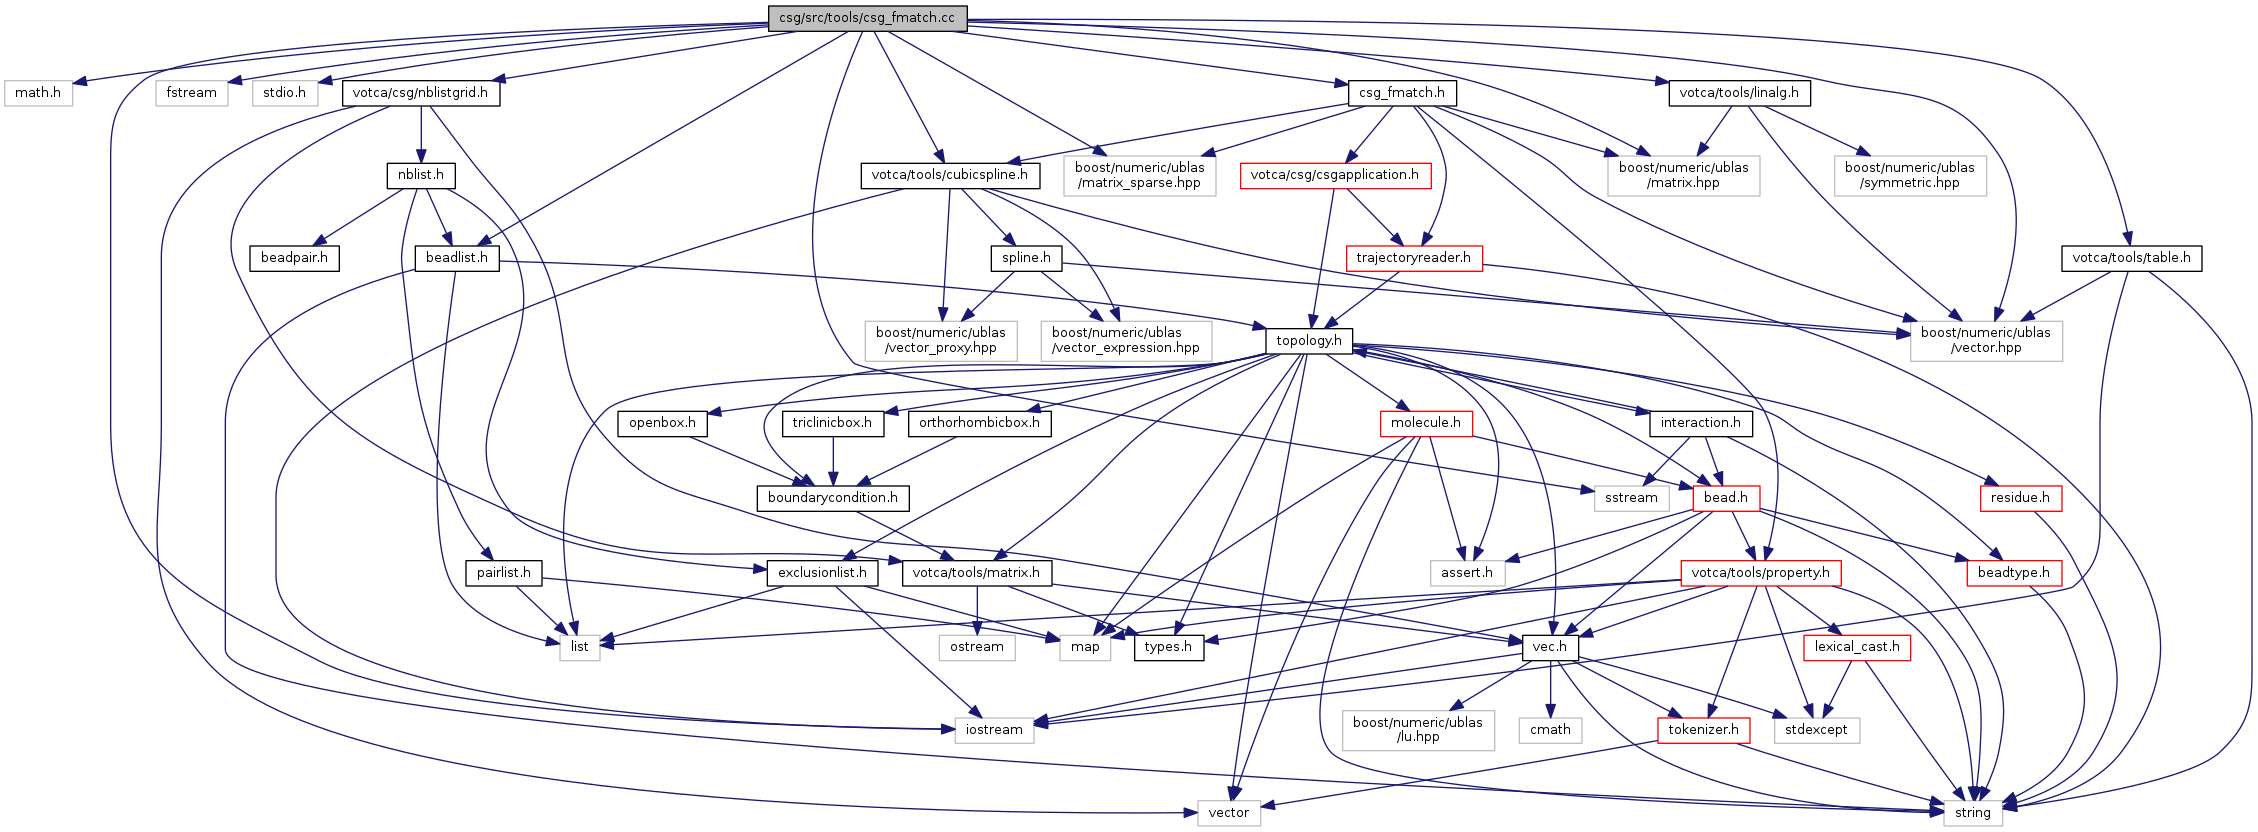 csg/src/tools/csg_fmatch.cc
math.h
fstream
stdio.h
votca/csg/nblistgrid.h
csg_fmatch.h
votca/tools/linalg.h
nblist.h
votca/tools/cubicspline.h
boost/numeric/ublas
/matrix_sparse.hpp
votca/csg/csgapplication.h
boost/numeric/ublas
/matrix.hpp
boost/numeric/ublas
/symmetric.hpp
beadpair.h
beadlist.h
spline.h
trajectoryreader.h
votca/tools/table.h
boost/numeric/ublas
/vector_proxy.hpp
boost/numeric/ublas
/vector_expression.hpp
topology.h
boost/numeric/ublas
/vector.hpp
openbox.h
triclinicbox.h
orthorhombicbox.h
molecule.h
interaction.h
boundarycondition.h
sstream
bead.h
residue.h
pairlist.h
exclusionlist.h
votca/tools/matrix.h
assert.h
votca/tools/property.h
beadtype.h
list
ostream
map
types.h
vec.h
lexical_cast.h
iostream
boost/numeric/ublas
/lu.hpp
cmath
tokenizer.h
stdexcept
vector
string